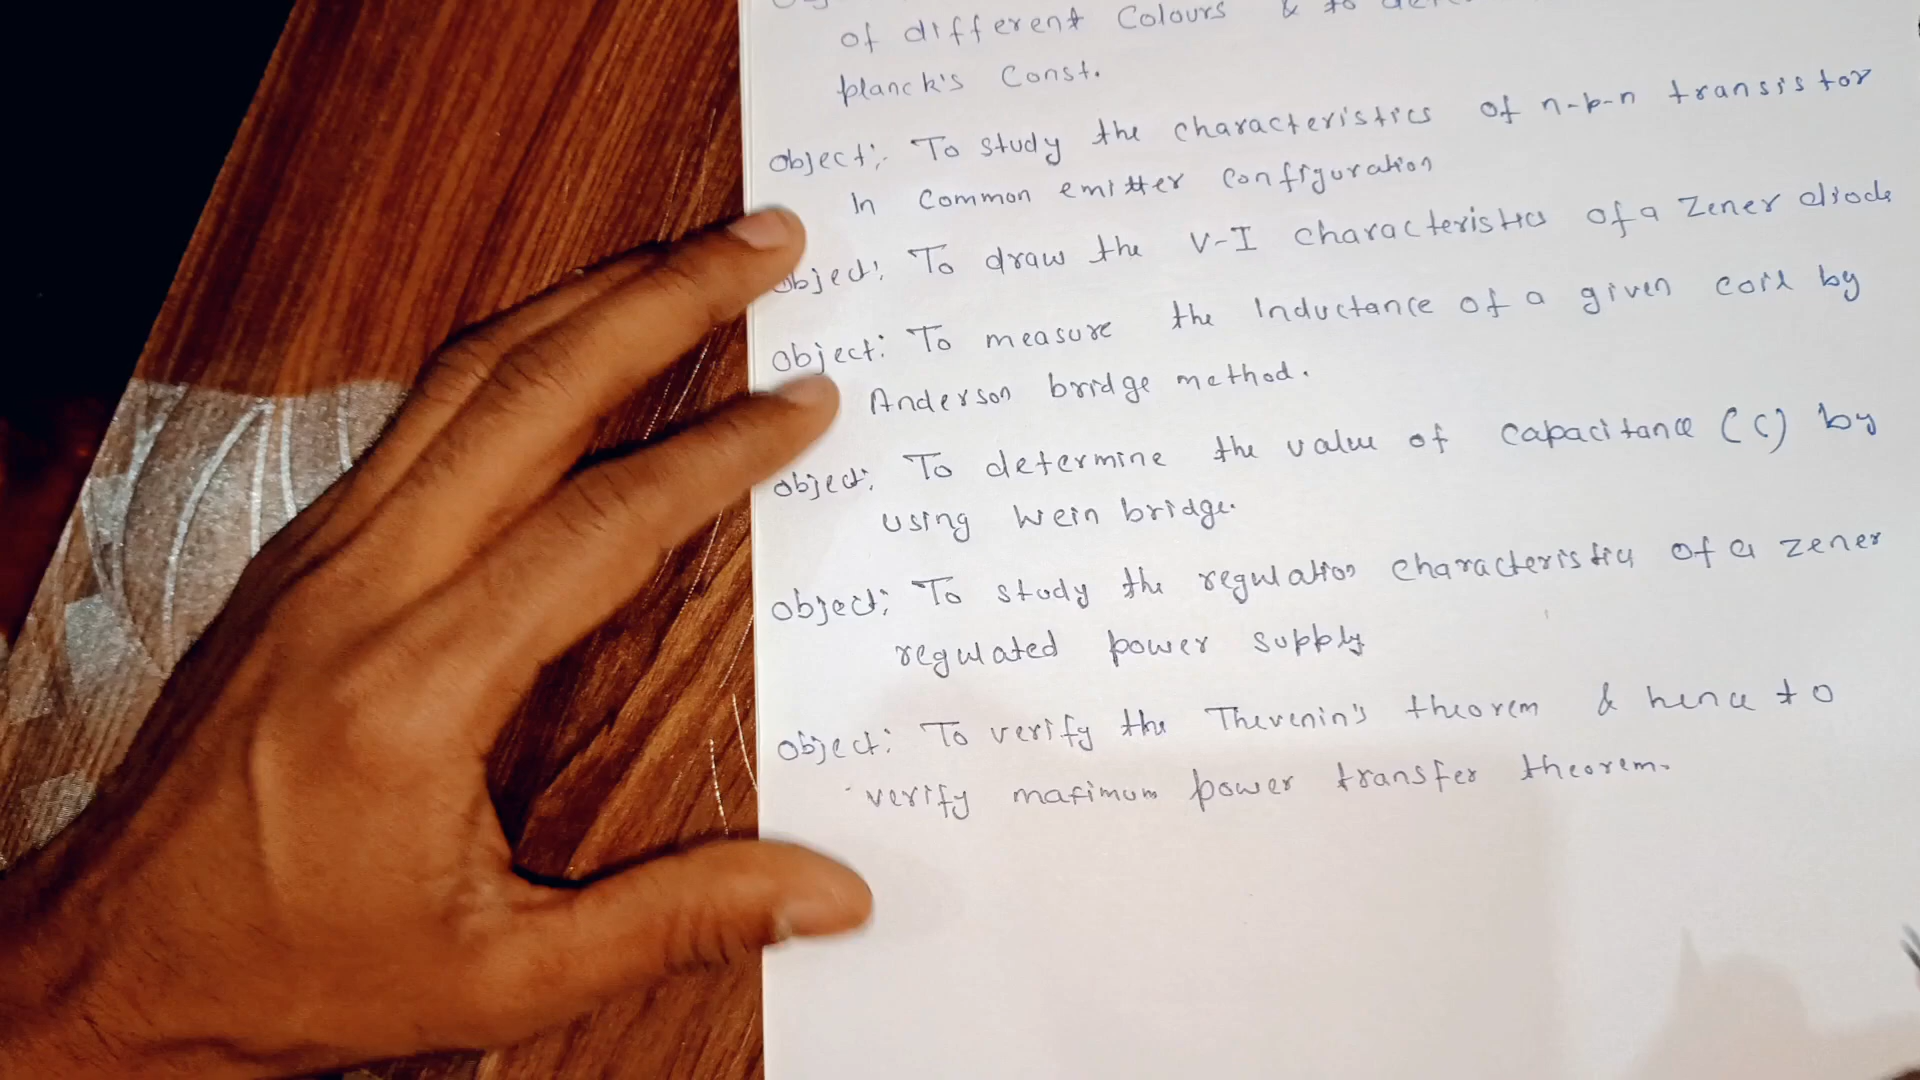 of different Colours & to
planck's Const.
Object: To study the characteristics of n-p-n transistor
In Common emitter Configuration
Object: To draw the V-I characteristics of a Zener diode
Object: To measure the Inductance of a given coil by
Anderson bridge method.
Object: To determine the value of capacitance (C) by
using Wein bridge.
Object: To study the regulation characteristics of a zener
regulated power supply
Object: To verify the Thevenin's theorem & hence to
verify maximum power transfer theorem.